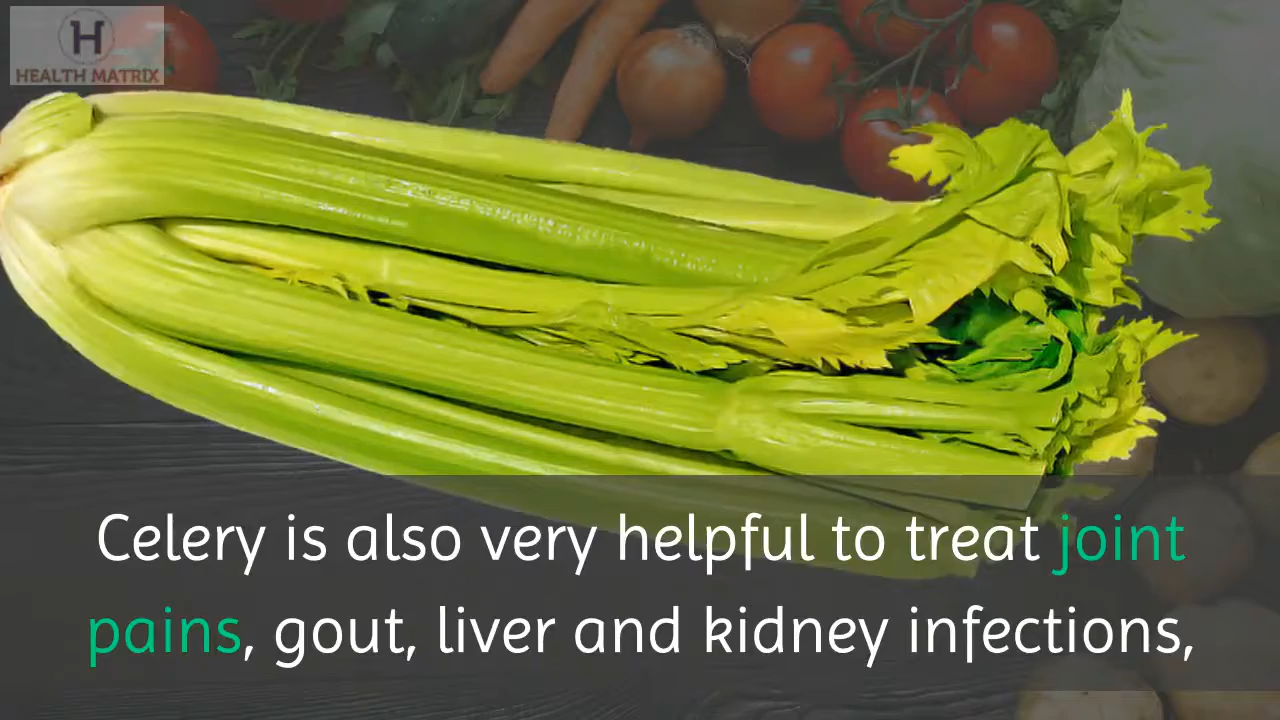 H
HEALTH MATRIX
Celery is also very helpful to treat joint
pains, gout, liver and kidney infections,